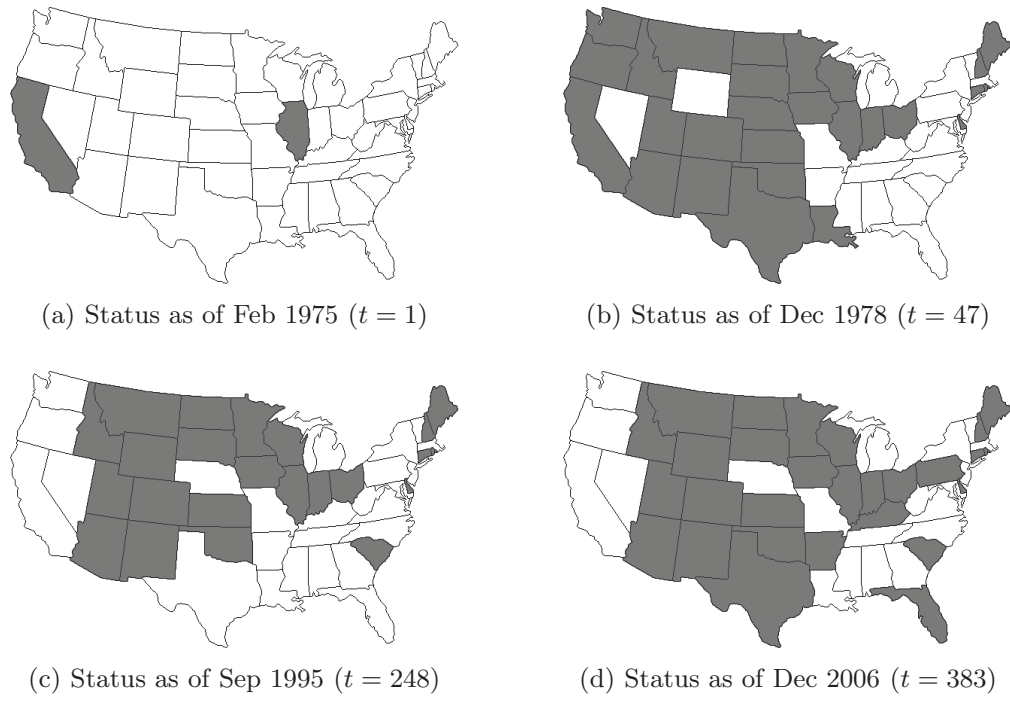 (a) Status as of Feb 1975 (t = 1)
(b) Status as of Dec 1978 (t = 47)
(c) Status as of Sep 1995 (t = 248)
(d) Status as of Dec 2006 (t = 383)